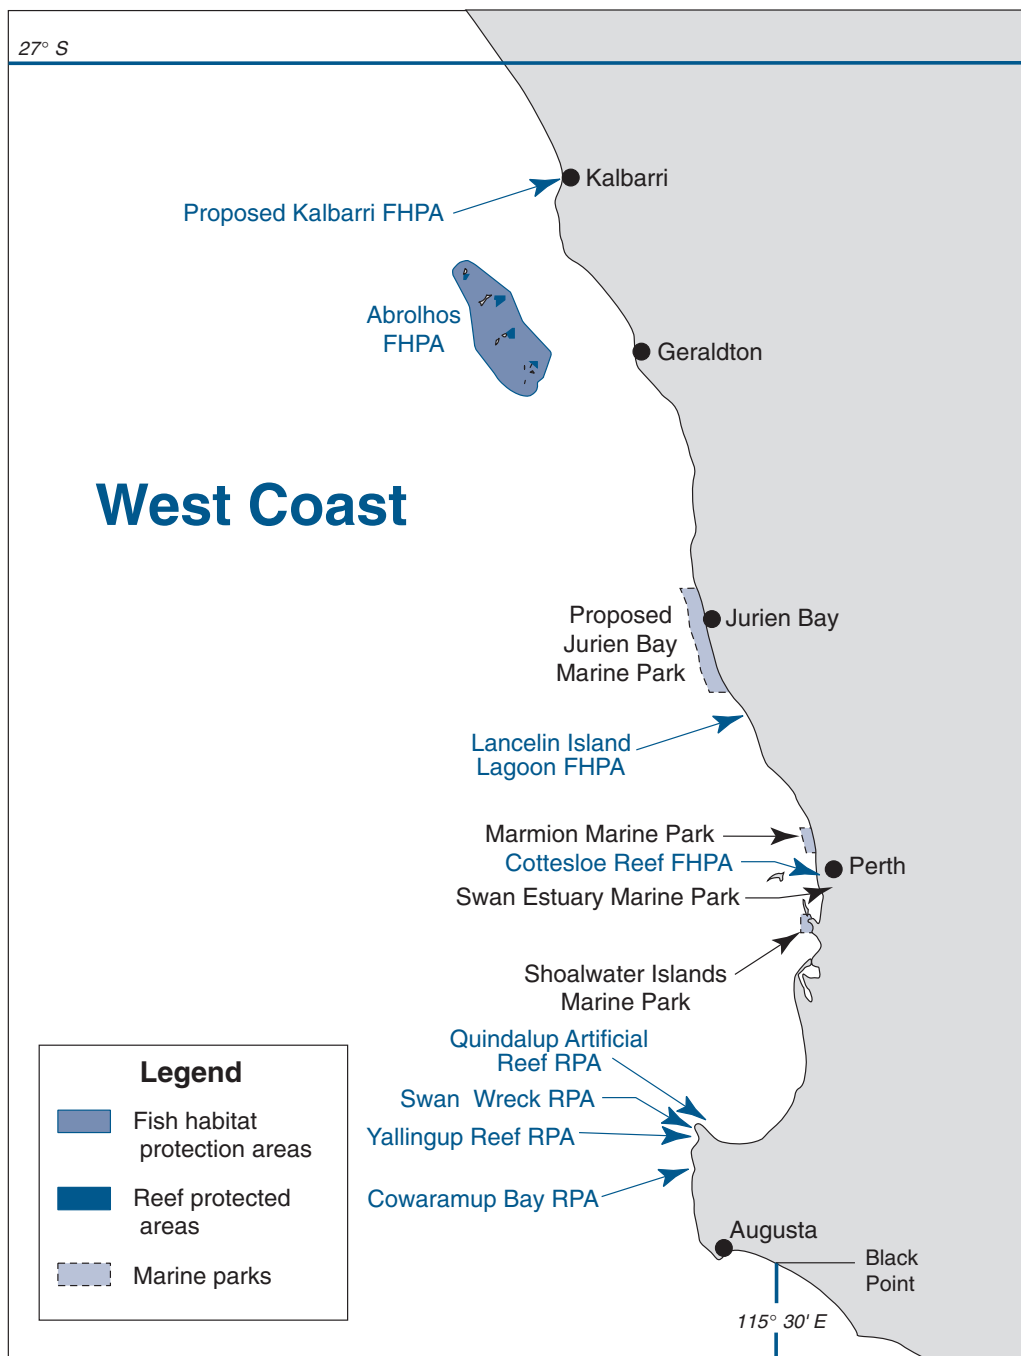 27° S
Kalbarri
Proposed Kalbarri FHPA
Abrolhos
FHPA
Geraldton
West Coast
Proposed
Jurien Bay
Marine Park
Jurien Bay
Lancelin Island
Lagoon FHPA
Marmion Marine Park
Cottesloe Reef FHPA
Perth
Swan Estuary Marine Park
Shoalwater Islands
Marine Park
Quindalup Artificial
Reef RPA
Swan Wreck RPA
Yallingup Reef RPA
Cowaramup Bay RPA
Augusta
Black
Point
115° 30' E
Legend
Fish habitat
protection areas
Reef protected
areas
Marine parks